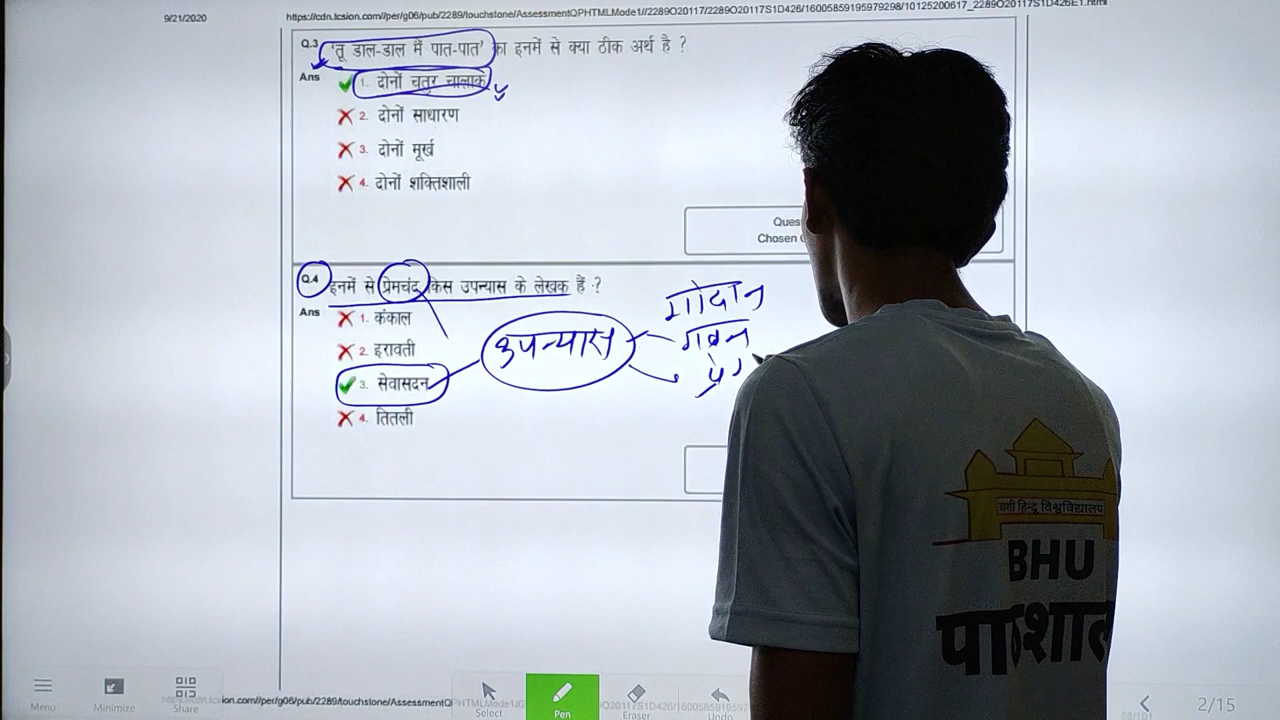 9/21/2020
https://cdn.tcsion.com//per/g06/pub/2289/touchstone/AssessmentQPHTMLMode1//2289O20117/2289O20117S1D426/16005859195979298/10125200617_2289O20117S1D426E1.html
Q.3 'तू डाल-डाल मैं पात-पात' का इनमें से क्या ठीक अर्थ है ?
Ans 1. दोनों चतुर चालाक
2. दोनों साधारण
3. दोनों मूर्ख
4. दोनों शक्तिशाली
Chosen
Q.4 इनमें से प्रेमचंद किस उपन्यास के लेखक हैं ?
Ans 1. कंकाल
2. इरावती
3. सेवासदन
4. तितली
उपन्यास
गोदान
गबन
प्रे
काशी हिन्दू विश्वविद्यालय
BHU
Menu
Minimize
Share
Select
Pen
Eraser
Undo
2/15